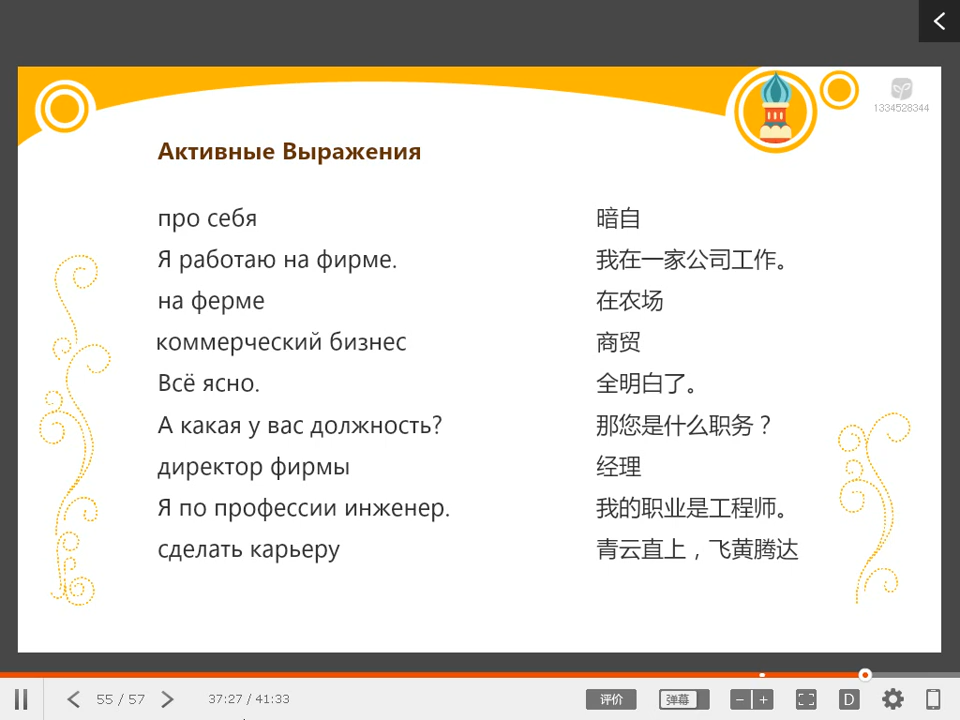 1334528344
Активные Выражения
про себя 暗自
Я работаю на фирме. 我在一家公司工作。
на ферме 在农场
коммерческий бизнес 商贸
Всё ясно. 全明白了。
А какая у вас должность? 那您是什么职务？
директор фирмы 经理
Я по профессии инженер. 我的职业是工程师。
сделать карьеру 青云直上，飞黄腾达
55 / 57 37:27 / 41:33 评价 弹幕 D